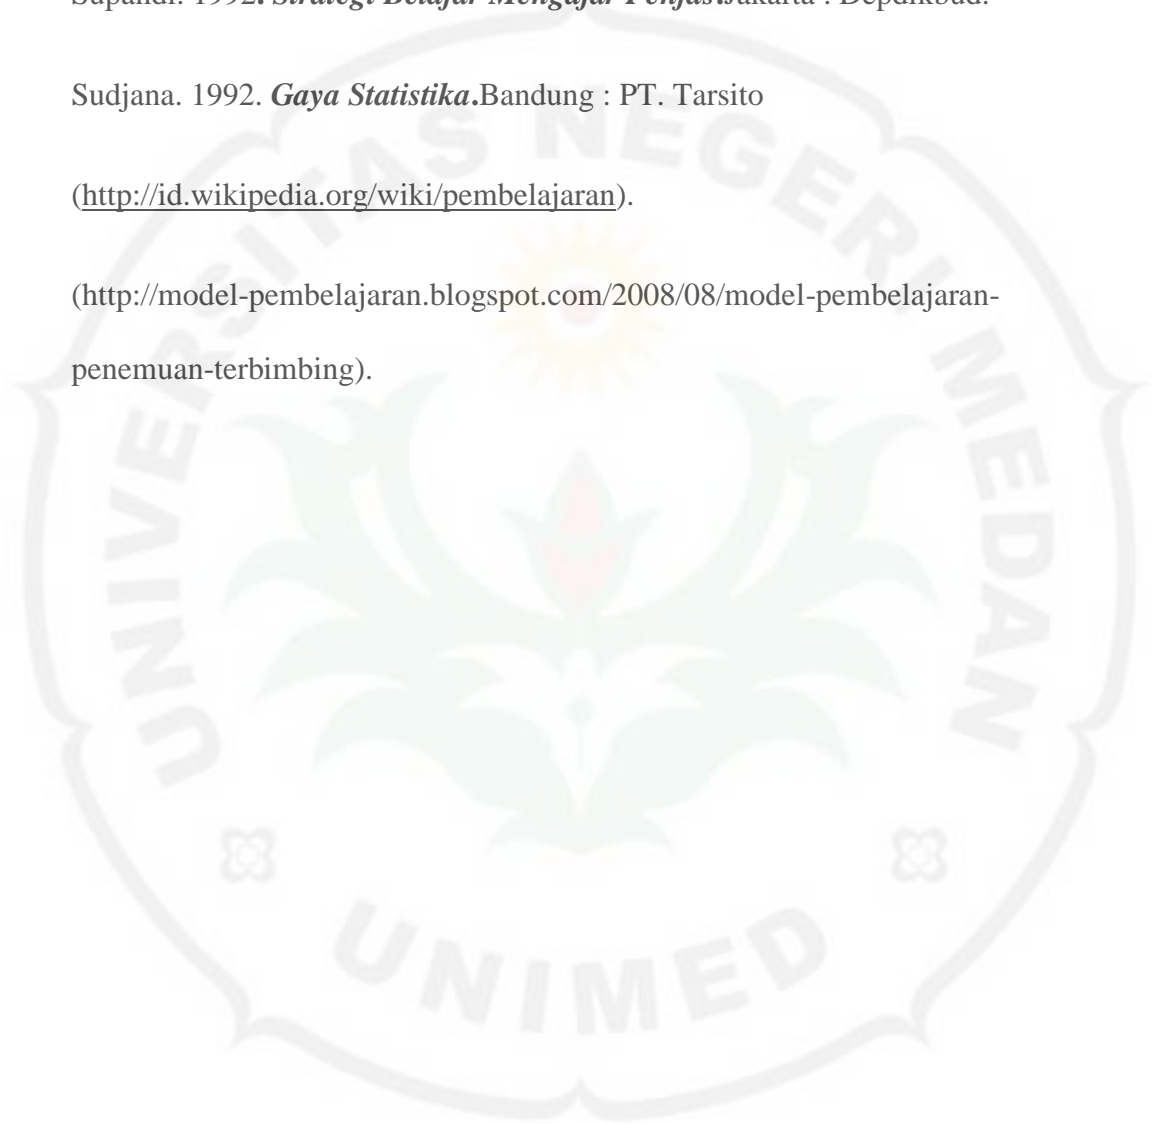 Supandi. 1992. Strategi Belajar Mengajar Penjas.Jakarta : Depdikbud.
Sudjana. 1992. Gaya Statistika.Bandung : PT. Tarsito
(http://id.wikipedia.org/wiki/pembelajaran).
(http://model-pembelajaran.blogspot.com/2008/08/model-pembelajaran-
penemuan-terbimbing).
UNIVERSITAS NEGERI MEDAN
UNIMED